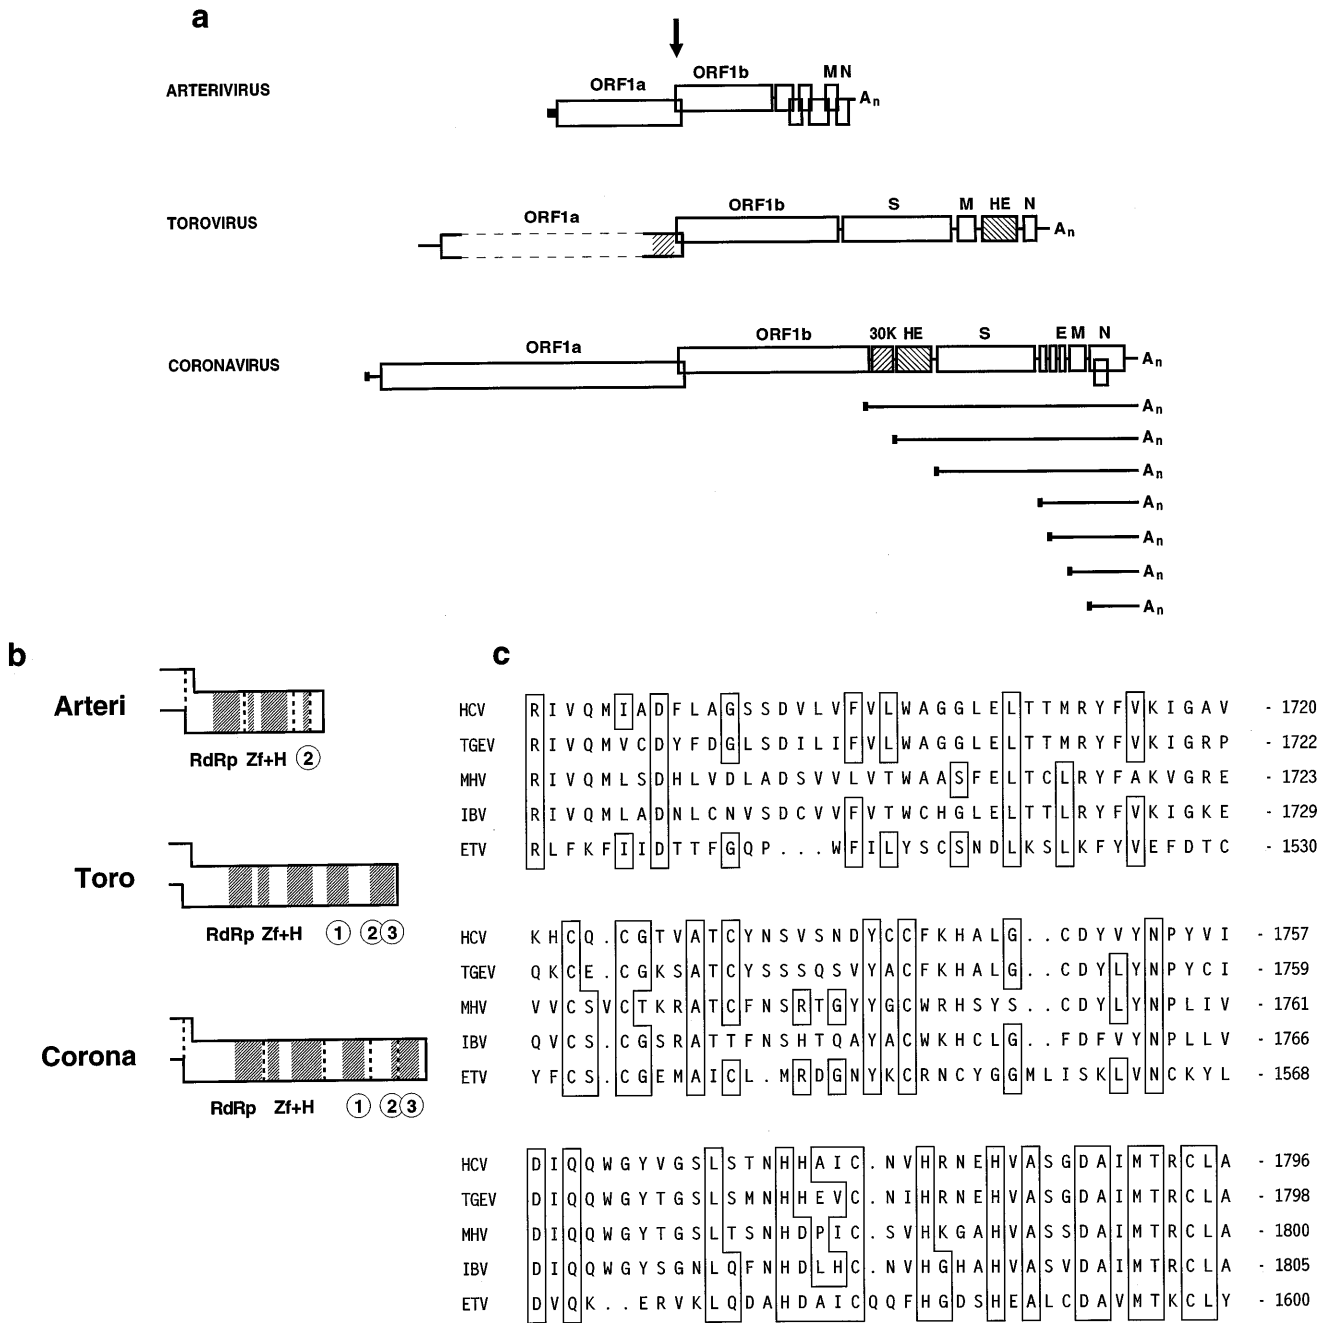 a
ORF1a ORF1b M N
ARTERIVIRUS An
ORF1a ORF1b S M HE N
TOROVIRUS An
ORF1a ORF1b 30K HE S E M N
CORONAVIRUS An
An
An
An
An
An
An
An
b
Arteri
RdRp Zf+H 2
Toro
RdRp Zf+H 1 2 3
Corona
RdRp Zf+H 1 2 3
c
HCV R I V Q M I A D F L A G S S D V L V F V L W A G G L E L T T M R Y F V K I G A V - 1720
TGEV R I V Q M V C D Y F D G L S D I L I F V L W A G G L E L T T M R Y F V K I G R P - 1722
MHV R I V Q M L S D H L V D L A D S V V L V T W A A S F E L T C L R Y F A K V G R E - 1723
IBV R I V Q M L A D N L C N V S D C V V F V T W C H G L E L T T L R Y F V K I G K E - 1729
ETV R L F K F I I D T T F G Q P . . . W F I L Y S C S N D L K S L K F Y V E F D T C - 1530
HCV K H C Q . C G T V A T C Y N S V S N D Y C C F K H A L G . . C D Y V Y N P Y V I - 1757
TGEV Q K C E . C G K S A T C Y S S S Q S V Y A C F K H A L G . . C D Y L Y N P Y C I - 1759
MHV V V C S V C T K R A T C F N S R T G Y Y G C W R H S Y S . . C D Y L Y N P L I V - 1761
IBV Q V C S . C G S R A T T F N S H T Q A Y A C W K H C L G . . F D F V Y N P L L V - 1766
ETV Y F C S . C G E M A I C L . M R D G N Y K C R N C Y G G M L I S K L V N C K Y L - 1568
HCV D I Q Q W G Y V G S L S T N H H A I C . N V H R N E H V A S G D A I M T R C L A - 1796
TGEV D I Q Q W G Y T G S L S M N H H E V C . N I H R N E H V A S G D A I M T R C L A - 1798
MHV D I Q Q W G Y T G S L T S N H D P I C . S V H K G A H V A S S D A I M T R C L A - 1800
IBV D I Q Q W G Y S G N L Q F N H D L H C . N V H G H A H V A S V D A I M T R C L A - 1805
ETV D V Q K . . E R V K L Q D A H D A I C Q Q F H G D S H E A L C D A V M T K C L Y - 1600